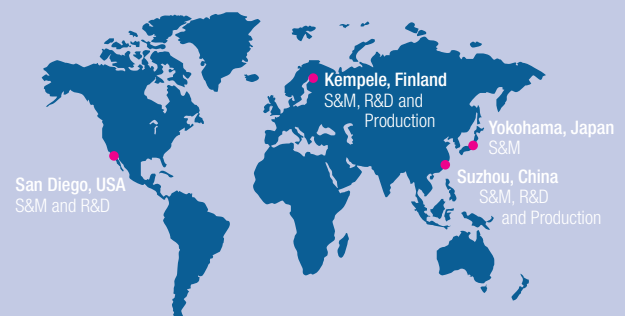 Kempele, Finland
S&M, R&D and
Production
Yokohama, Japan
S&M
Suzhou, China
S&M, R&D
and Production
San Diego, USA
S&M and R&D